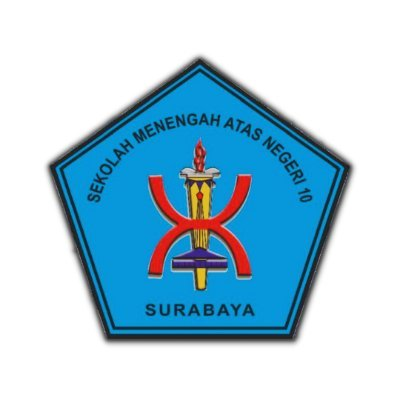 SEKOLAH MENENGAH ATAS NEGERI 10
SURABAYA